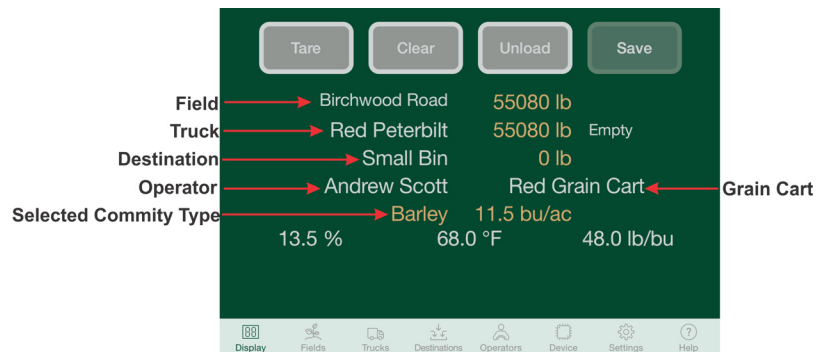 Tare Clear Unload Save
Field Birchwood Road 55080 lb
Truck Red Peterbilt 55080 lb Empty
Destination Small Bin 0 lb
Operator Andrew Scott Red Grain Cart Grain Cart
Selected Commity Type Barley 11.5 bu/ac
13.5 % 68.0 °F 48.0 lb/bu
88
Display Fields Trucks Destinations Operators Device Settings Help